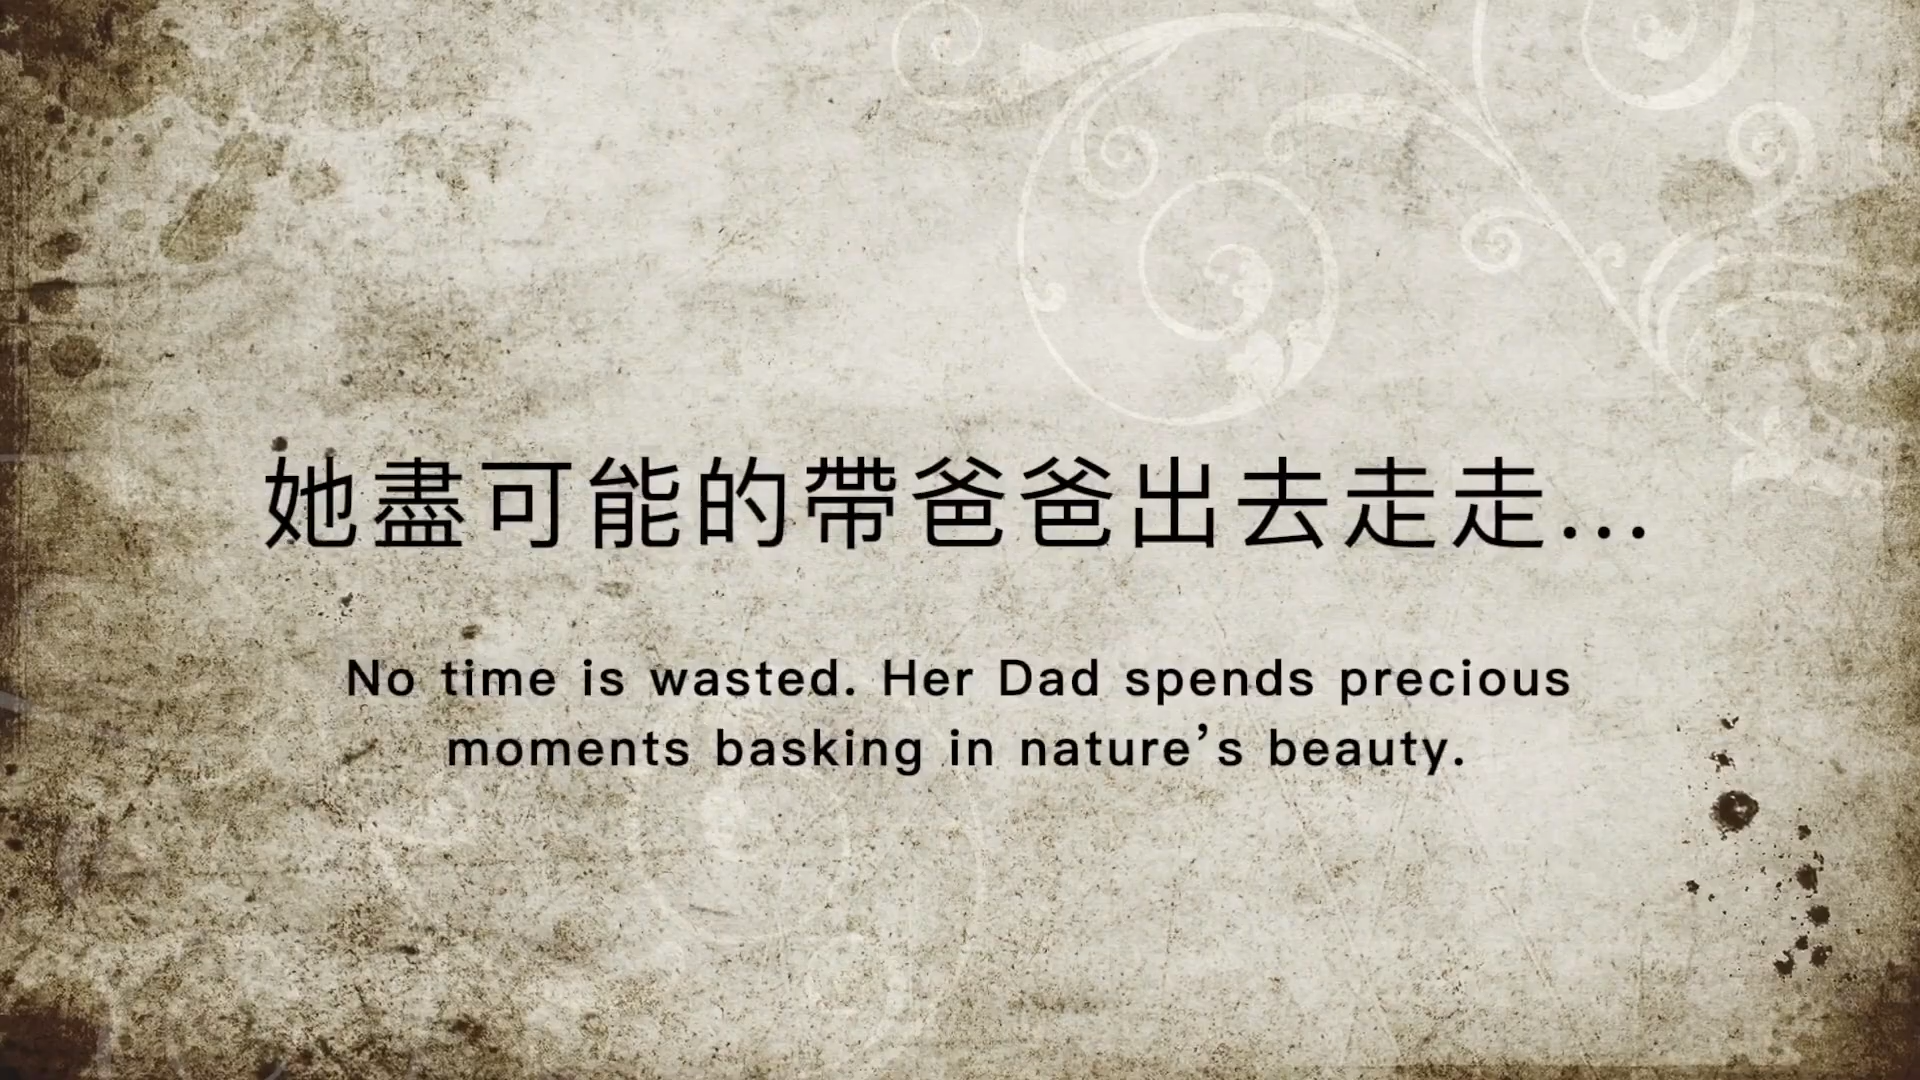 她盡可能的帶爸爸出去走走...
No time is wasted. Her Dad spends precious
moments basking in nature’s beauty.